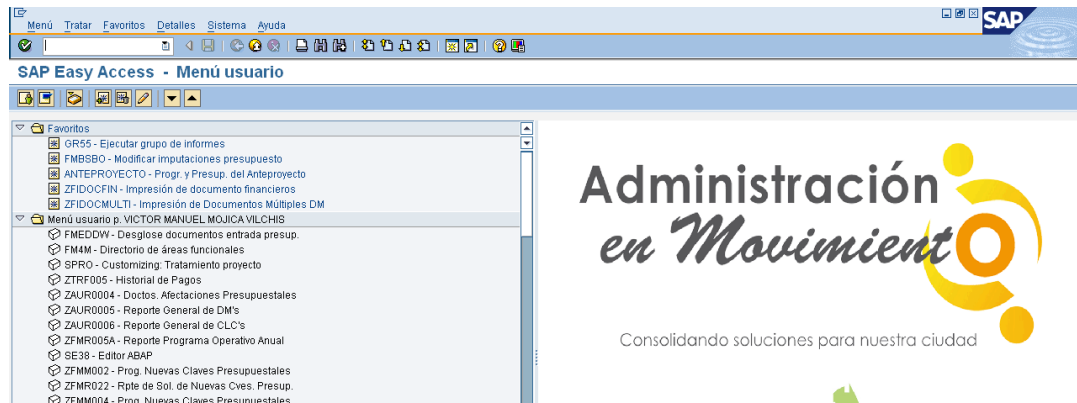 Menú Tratar Favoritos Detalles Sistema Ayuda
SAP
SAP Easy Access - Menú usuario
Favoritos
GR55 - Ejecutar grupo de informes
FMBSBO - Modificar imputaciones presupuesto
ANTEPROYECTO - Progr. y Presup. del Anteproyecto
ZFIDOCFIN - Impresión de documento financieros
ZFIDOCMULTI - Impresión de Documentos Múltiples DM
Menú usuario p. VICTOR MANUEL MOJICA VILCHIS
FMEDDW - Desglose documentos entrada presup.
FM4M - Directorio de áreas funcionales
SPRO - Customizing: Tratamiento proyecto
ZTRF005 - Historial de Pagos
ZAUR0004 - Doctos. Afectaciones Presupuestales
ZAUR0005 - Reporte General de DM's
ZAUR0006 - Reporte General de CLC's
ZFMR005A - Reporte Programa Operativo Anual
SE38 - Editor ABAP
ZFMM002 - Prog. Nuevas Claves Presupuestales
ZFMR022 - Rpte de Sol. de Nuevas Cves. Presup.
ZFMM004 - Prog. Nuevas Claves Presupuestales
Administración
en Movimiento
Consolidando soluciones para nuestra ciudad